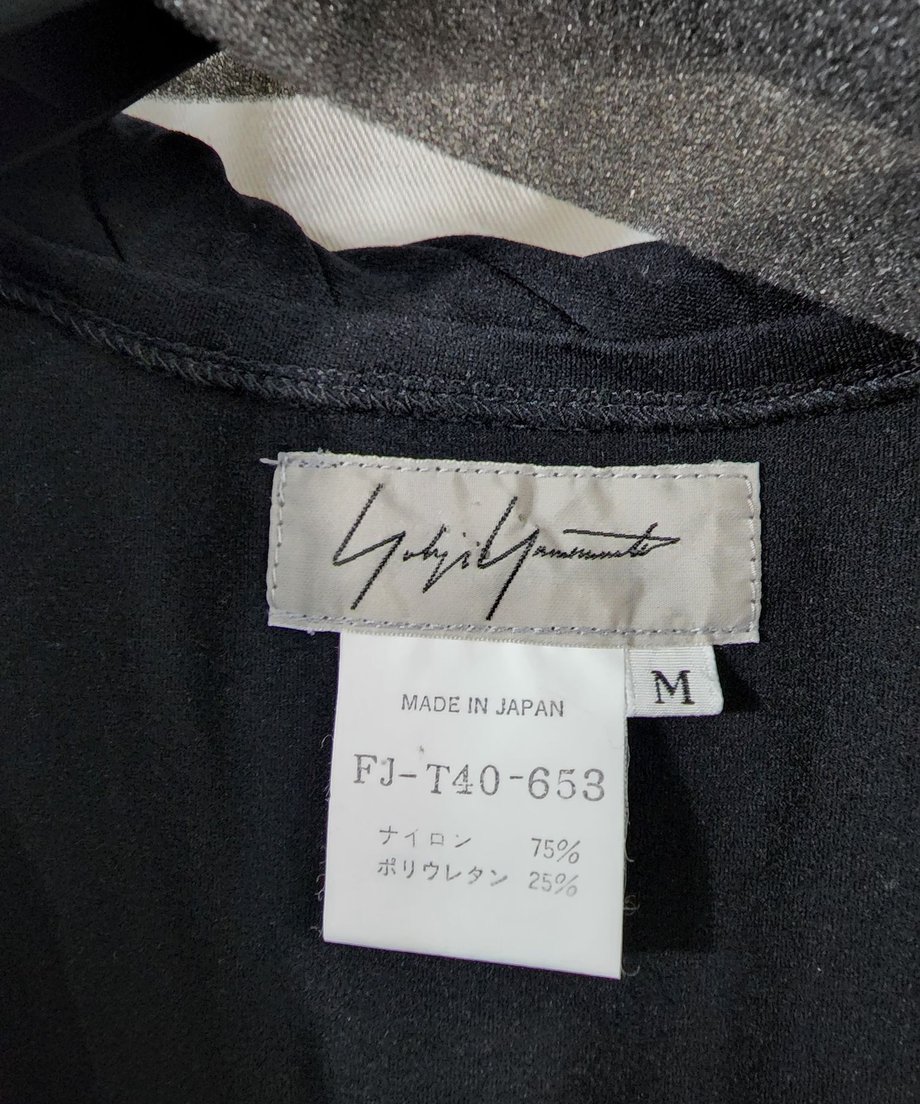 Yohji Yamamoto
M
MADE IN JAPAN
FJ-T40-653
ナイロン 75%
ポリウレタン 25%